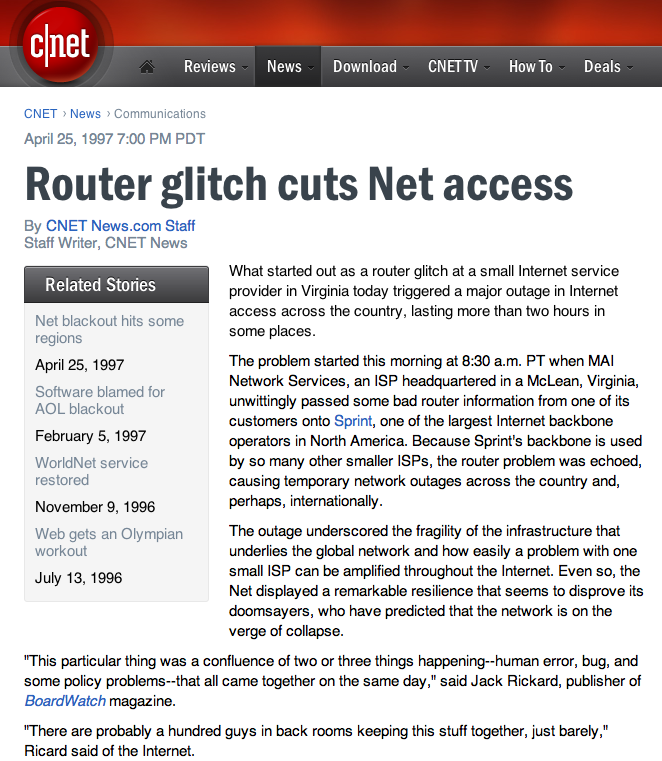 c|net
Reviews News Download CNET TV How To Deals
CNET › News › Communications
April 25, 1997 7:00 PM PDT
Router glitch cuts Net access
By CNET News.com Staff
Staff Writer, CNET News
Related Stories
Net blackout hits some
regions
April 25, 1997
Software blamed for
AOL blackout
February 5, 1997
WorldNet service
restored
November 9, 1996
Web gets an Olympian
workout
July 13, 1996
What started out as a router glitch at a small Internet service
provider in Virginia today triggered a major outage in Internet
access across the country, lasting more than two hours in
some places.
The problem started this morning at 8:30 a.m. PT when MAI
Network Services, an ISP headquartered in a McLean, Virginia,
unwittingly passed some bad router information from one of its
customers onto Sprint, one of the largest Internet backbone
operators in North America. Because Sprint's backbone is used
by so many other smaller ISPs, the router problem was echoed,
causing temporary network outages across the country and,
perhaps, internationally.
The outage underscored the fragility of the infrastructure that
underlies the global network and how easily a problem with one
small ISP can be amplified throughout the Internet. Even so, the
Net displayed a remarkable resilience that seems to disprove its
doomsayers, who have predicted that the network is on the
verge of collapse.
"This particular thing was a confluence of two or three things happening--human error, bug, and
some policy problems--that all came together on the same day," said Jack Rickard, publisher of
BoardWatch magazine.
"There are probably a hundred guys in back rooms keeping this stuff together, just barely,"
Ricard said of the Internet.